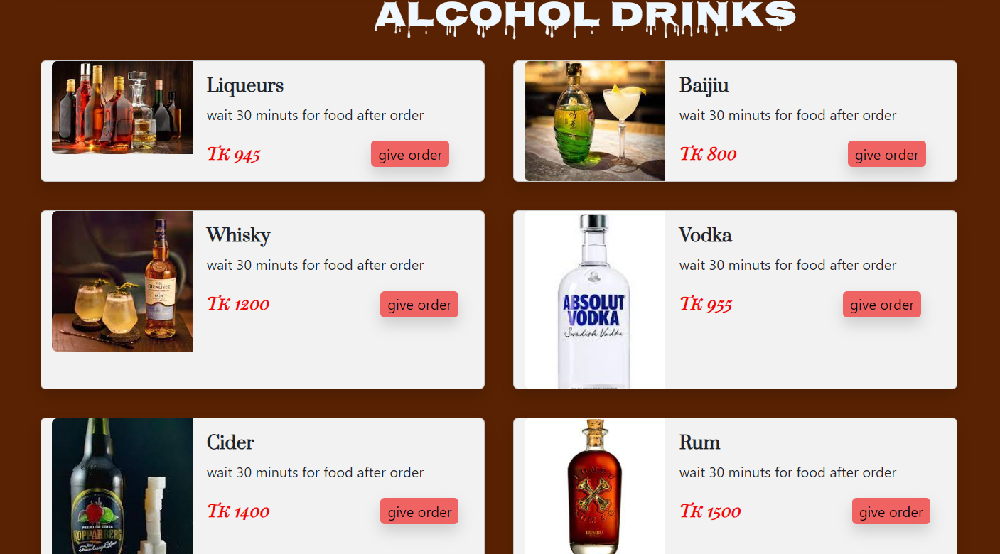 ALCOHOL DRINKS
Liqueurs
wait 30 minuts for food after order
TK 945
give order
Baijiu
wait 30 minuts for food after order
TK 800
give order
Whisky
wait 30 minuts for food after order
TK 1200
give order
THE
GLENLIVET
1824
Vodka
wait 30 minuts for food after order
TK 955
give order
ABSOLUT
VODKA
Swedish Vodka
Cider
wait 30 minuts for food after order
TK 1400
give order
PREMIUM CIDER
KOPPARBERG
Strawberry & Lime
Rum
wait 30 minuts for food after order
TK 1500
give order
BUMBU
RUM CO
BUMBU